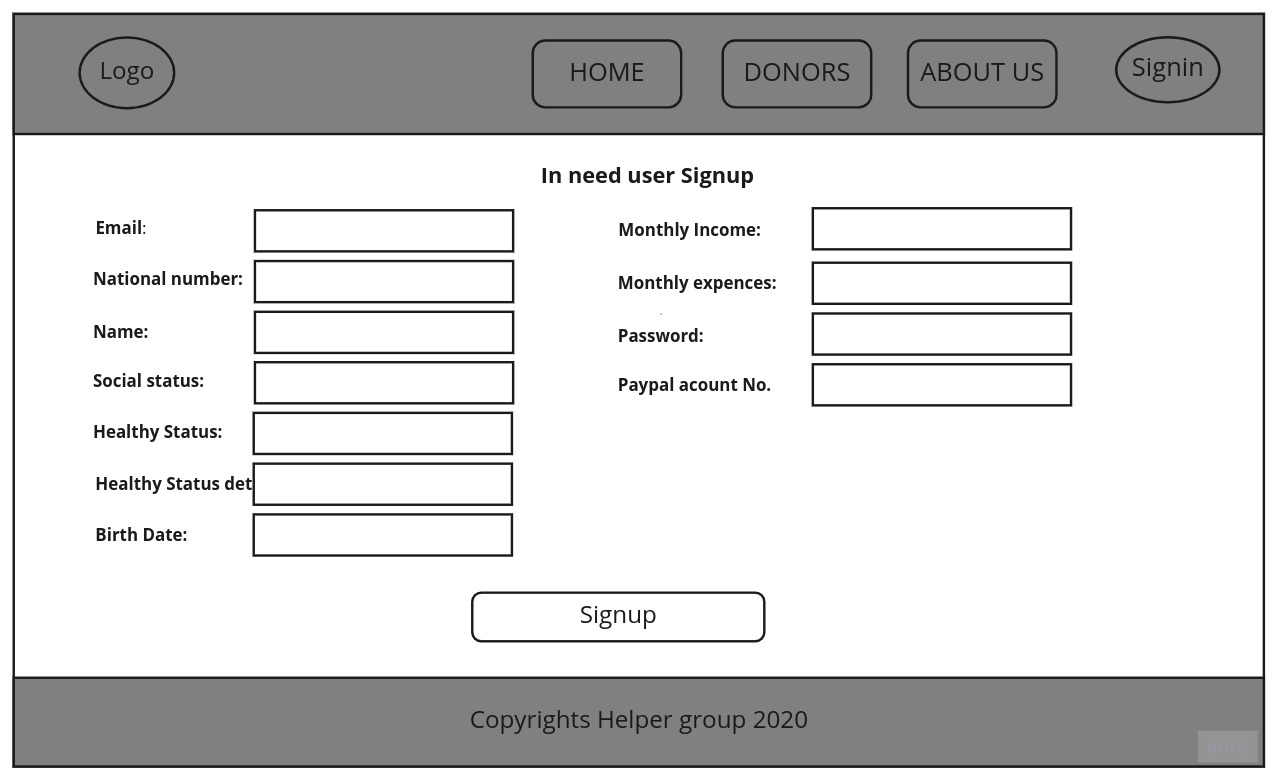 Logo
HOME
DONORS
ABOUT US
Signin
In need user Signup
Email:
National number:
Name:
Social status:
Healthy Status:
Healthy Status det
Birth Date:
Monthly Income:
Monthly expences:
Password:
Paypal acount No.
Signup
Copyrights Helper group 2020
miro